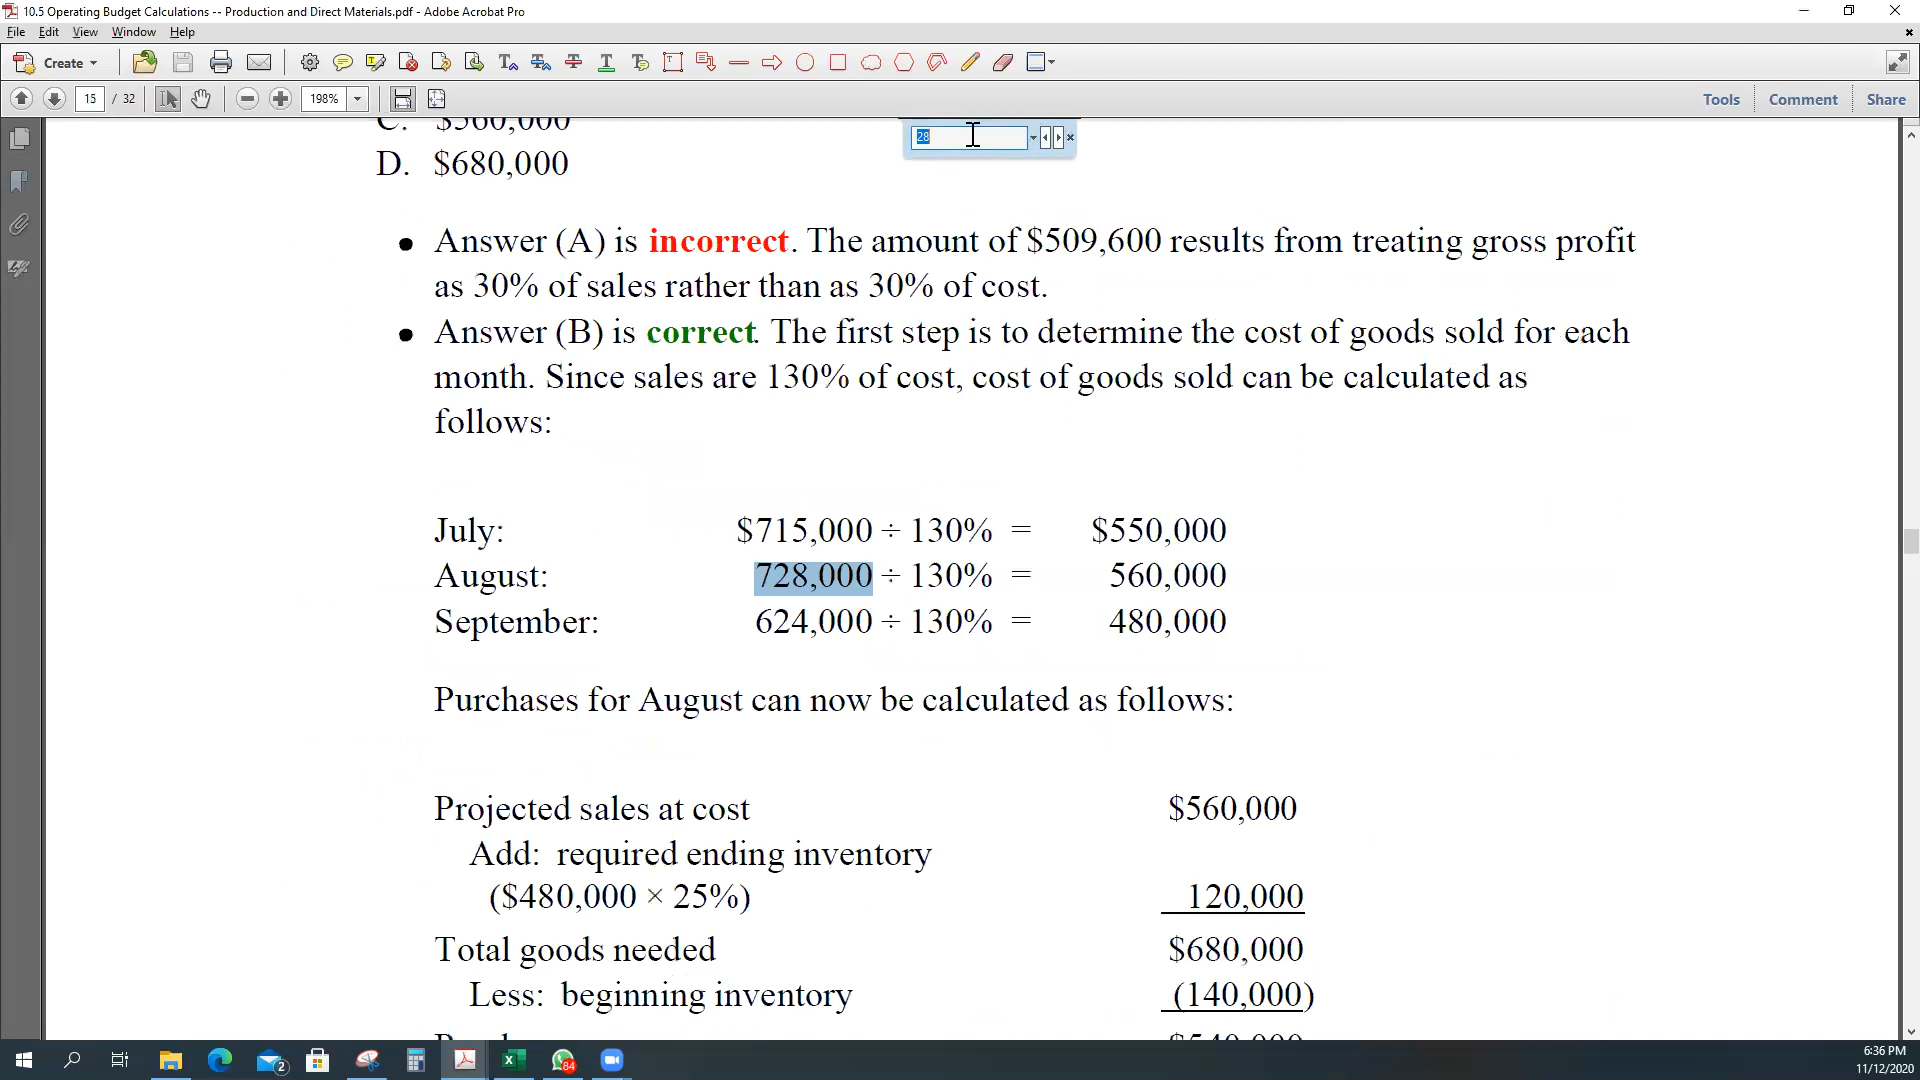 10.5 Operating Budget Calculations -- Production and Direct Materials.pdf - Adobe Acrobat Pro
File Edit View Window Help
Create
15 / 32 198% Tools Comment Share
C. $560,000
28
D. $680,000
• Answer (A) is incorrect. The amount of $509,600 results from treating gross profit
as 30% of sales rather than as 30% of cost.
• Answer (B) is correct. The first step is to determine the cost of goods sold for each
month. Since sales are 130% of cost, cost of goods sold can be calculated as
follows:
July: $715,000 ÷ 130% = $550,000
August: 728,000 ÷ 130% = 560,000
September: 624,000 ÷ 130% = 480,000
Purchases for August can now be calculated as follows:
Projected sales at cost $560,000
Add: required ending inventory
($480,000 × 25%) 120,000
Total goods needed $680,000
Less: beginning inventory (140,000)
$540,000
2 84
6:36 PM
11/12/2020